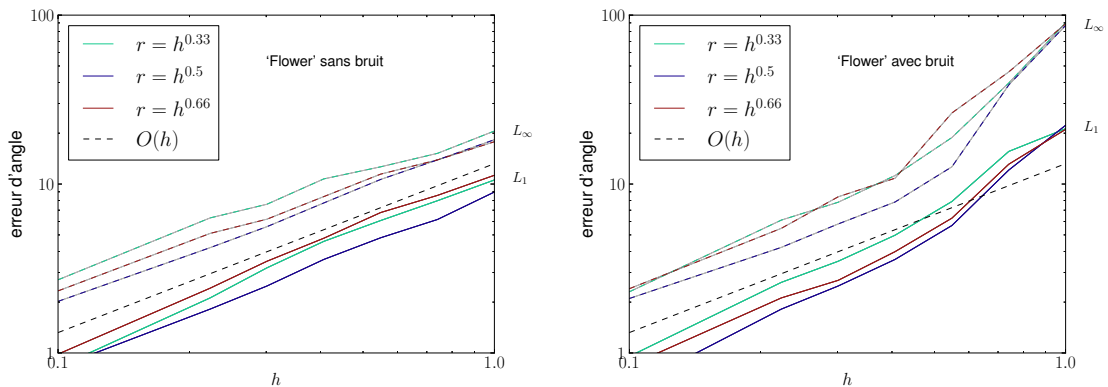 100
r = h^0.33
r = h^0.5
r = h^0.66
O(h)
'Flower' sans bruit
L∞
L1
10
1
0.1
1.0
h
erreur d'angle
100
r = h^0.33
r = h^0.5
r = h^0.66
O(h)
'Flower' avec bruit
L∞
L1
10
1
0.1
1.0
h
erreur d'angle